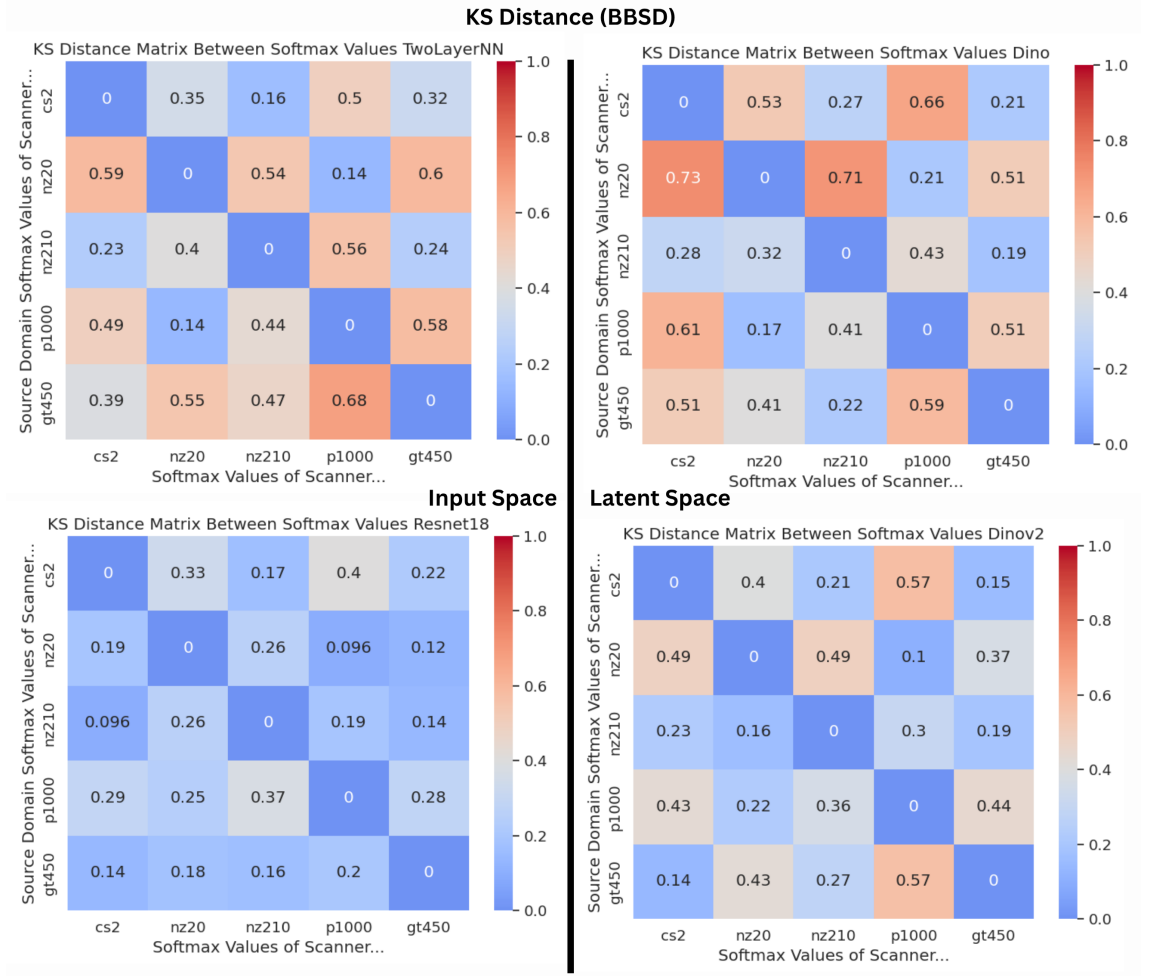 KS Distance (BBSD)
KS Distance Matrix Between Softmax Values TwoLayerNN
Source Domain Softmax Values of Scanner...
cs2 0 0.35 0.16 0.5 0.32
nz20 0.59 0 0.54 0.14 0.6
nz210 0.23 0.4 0 0.56 0.24
p1000 0.49 0.14 0.44 0 0.58
gt450 0.39 0.55 0.47 0.68 0
cs2 nz20 nz210 p1000 gt450
Softmax Values of Scanner...
1.0
0.8
0.6
0.4
0.2
0.0
KS Distance Matrix Between Softmax Values Dino
Source Domain Softmax Values of Scanner...
cs2 0 0.53 0.27 0.66 0.21
nz20 0.73 0 0.71 0.21 0.51
nz210 0.28 0.32 0 0.43 0.19
p1000 0.61 0.17 0.41 0 0.51
gt450 0.51 0.41 0.22 0.59 0
cs2 nz20 nz210 p1000 gt450
Softmax Values of Scanner...
1.0
0.8
0.6
0.4
0.2
0.0
Input Space
Latent Space
KS Distance Matrix Between Softmax Values Resnet18
Source Domain Softmax Values of Scanner...
cs2 0 0.33 0.17 0.4 0.22
nz20 0.19 0 0.26 0.096 0.12
nz210 0.096 0.26 0 0.19 0.14
p1000 0.29 0.25 0.37 0 0.28
gt450 0.14 0.18 0.16 0.2 0
cs2 nz20 nz210 p1000 gt450
Softmax Values of Scanner...
1.0
0.8
0.6
0.4
0.2
0.0
KS Distance Matrix Between Softmax Values Dinov2
Source Domain Softmax Values of Scanner...
cs2 0 0.4 0.21 0.57 0.15
nz20 0.49 0 0.49 0.1 0.37
nz210 0.23 0.16 0 0.3 0.19
p1000 0.43 0.22 0.36 0 0.44
gt450 0.14 0.43 0.27 0.57 0
cs2 nz20 nz210 p1000 gt450
Softmax Values of Scanner...
1.0
0.8
0.6
0.4
0.2
0.0